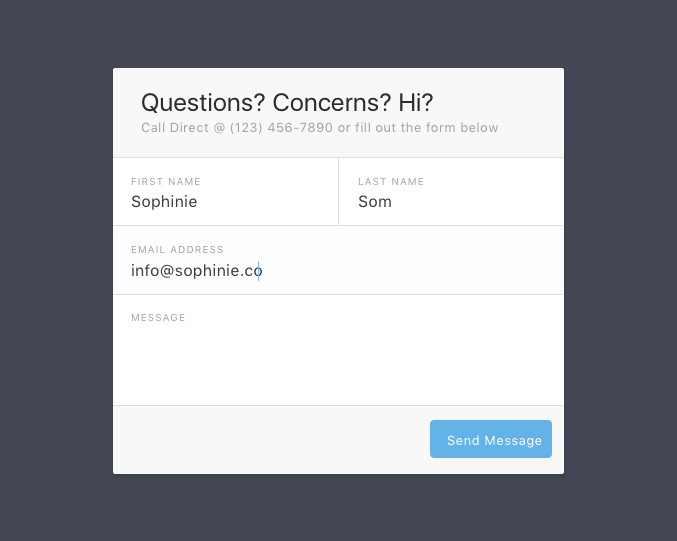 Questions? Concerns? Hi?
Call Direct @ (123) 456-7890 or fill out the form below
FIRST NAME
LAST NAME
Sophinie
Som
EMAIL ADDRESS
info@sophinie.co
MESSAGE
Send Message